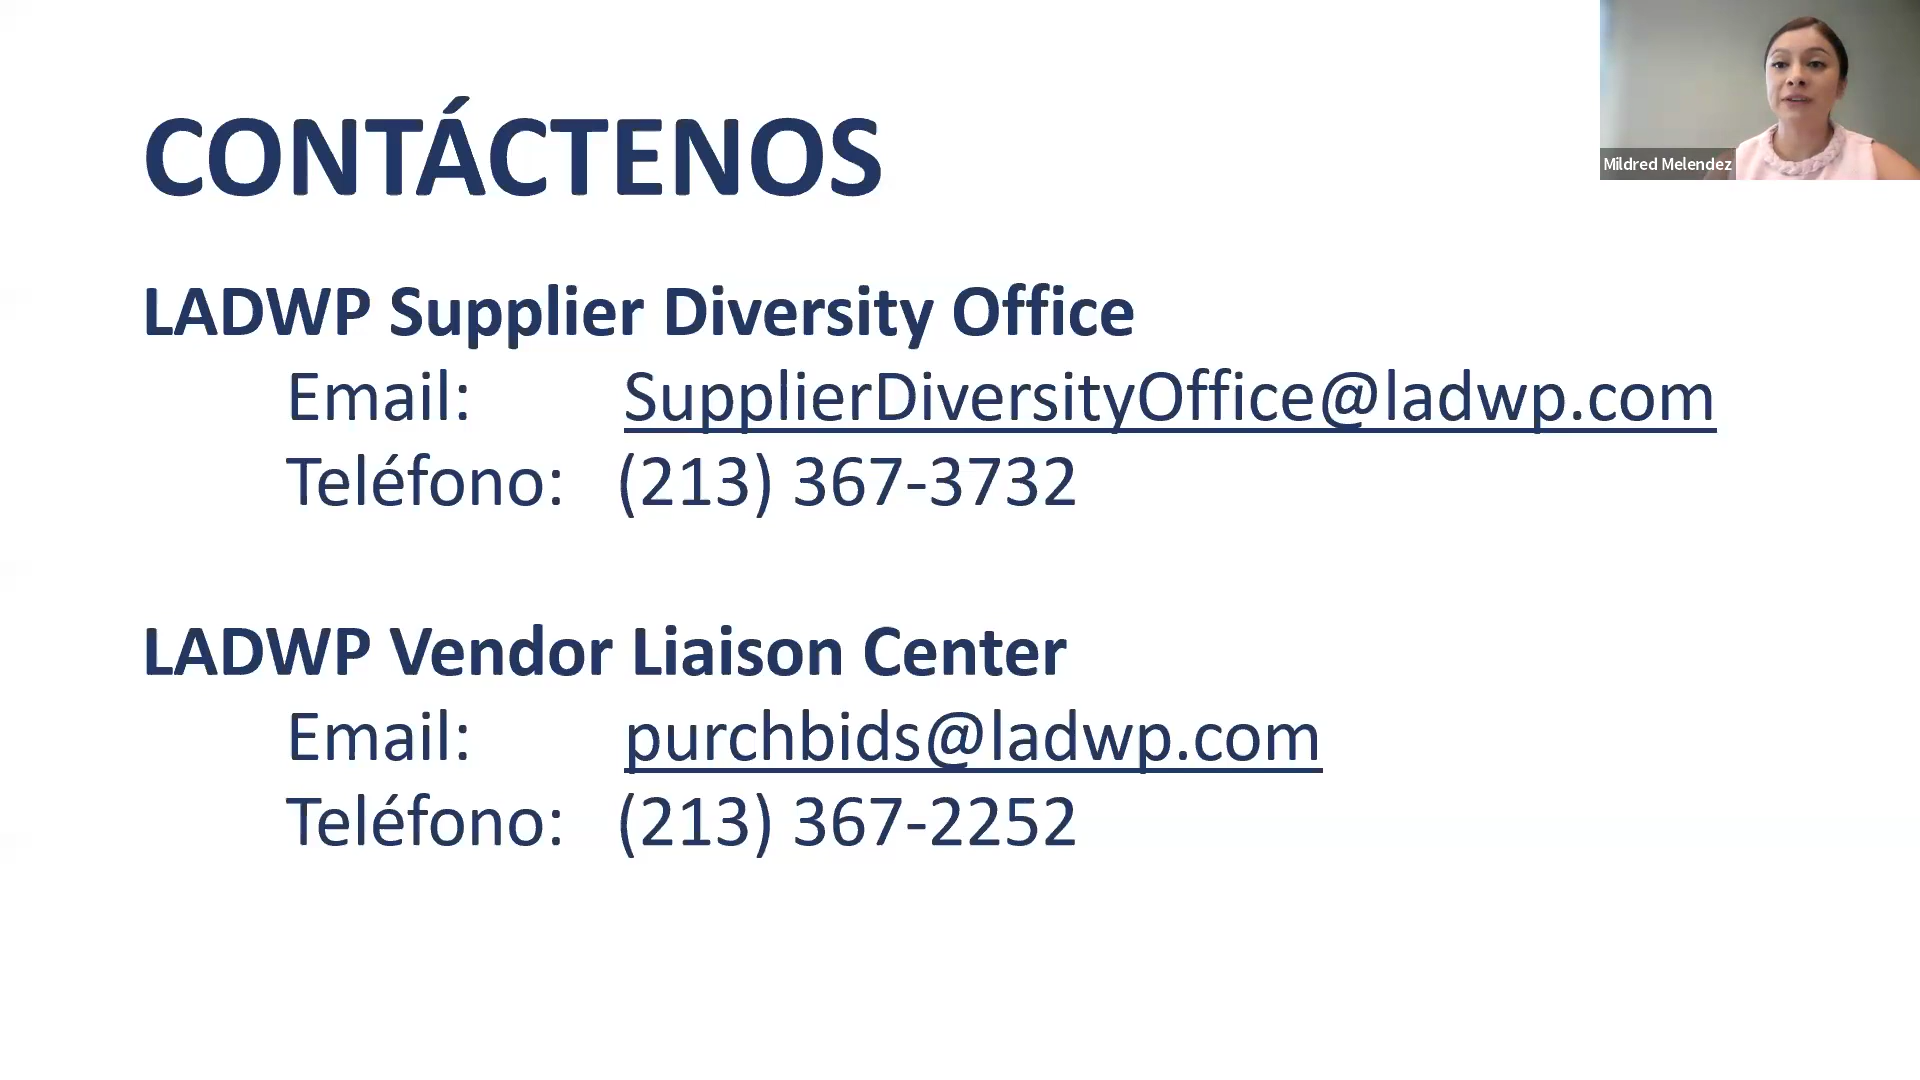 CONTÁCTENOS
Mildred Melendez
LADWP Supplier Diversity Office
Email: SupplierDiversityOffice@ladwp.com
Teléfono: (213) 367-3732
LADWP Vendor Liaison Center
Email: purchbids@ladwp.com
Teléfono: (213) 367-2252